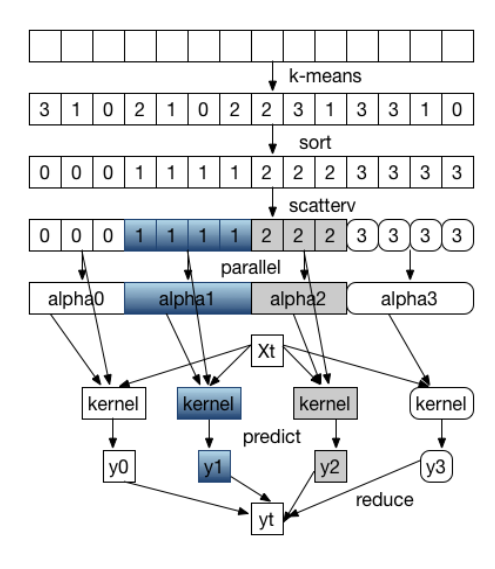 k-means
3 1 0 2 1 0 2 2 3 1 3 3 1 0
sort
0 0 0 1 1 1 1 2 2 2 3 3 3 3
scatterv
0 0 0 1 1 1 1 2 2 2 3 3 3 3
parallel
alpha0 alpha1 alpha2 alpha3
Xt
kernel kernel kernel kernel
predict
y0 y1 y2 y3
reduce
yt